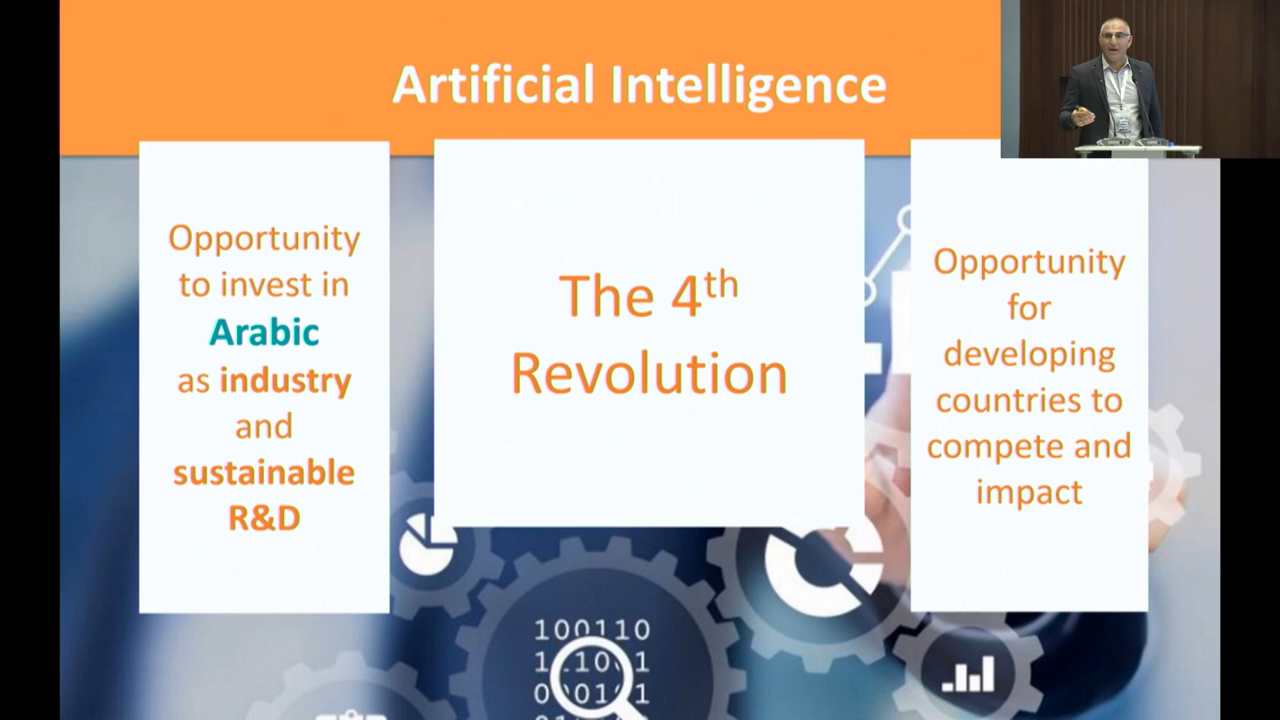 Artificial Intelligence
Opportunity
to invest in
Arabic
as industry
and
sustainable
R&D
The 4th
Revolution
Opportunity
for
developing
countries to
compete and
impact
100110